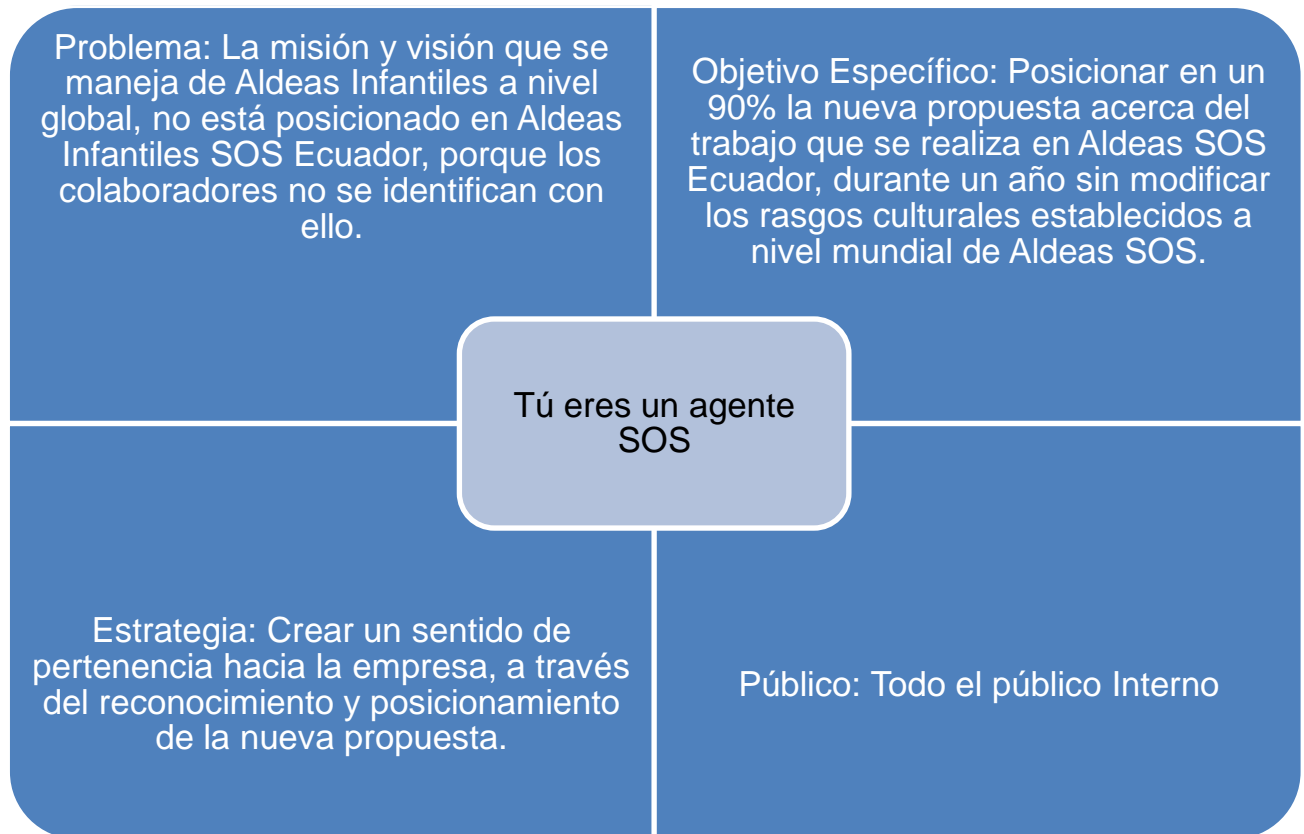 Problema: La misión y visión que se
maneja de Aldeas Infantiles a nivel
global, no está posicionado en Aldeas
Infantiles SOS Ecuador, porque los
colaboradores no se identifican con
ello.
Objetivo Específico: Posicionar en un
90% la nueva propuesta acerca del
trabajo que se realiza en Aldeas SOS
Ecuador, durante un año sin modificar
los rasgos culturales establecidos a
nivel mundial de Aldeas SOS.
Tú eres un agente
SOS
Estrategia: Crear un sentido de
pertenencia hacia la empresa, a través
del reconocimiento y posicionamiento
de la nueva propuesta.
Público: Todo el público Interno